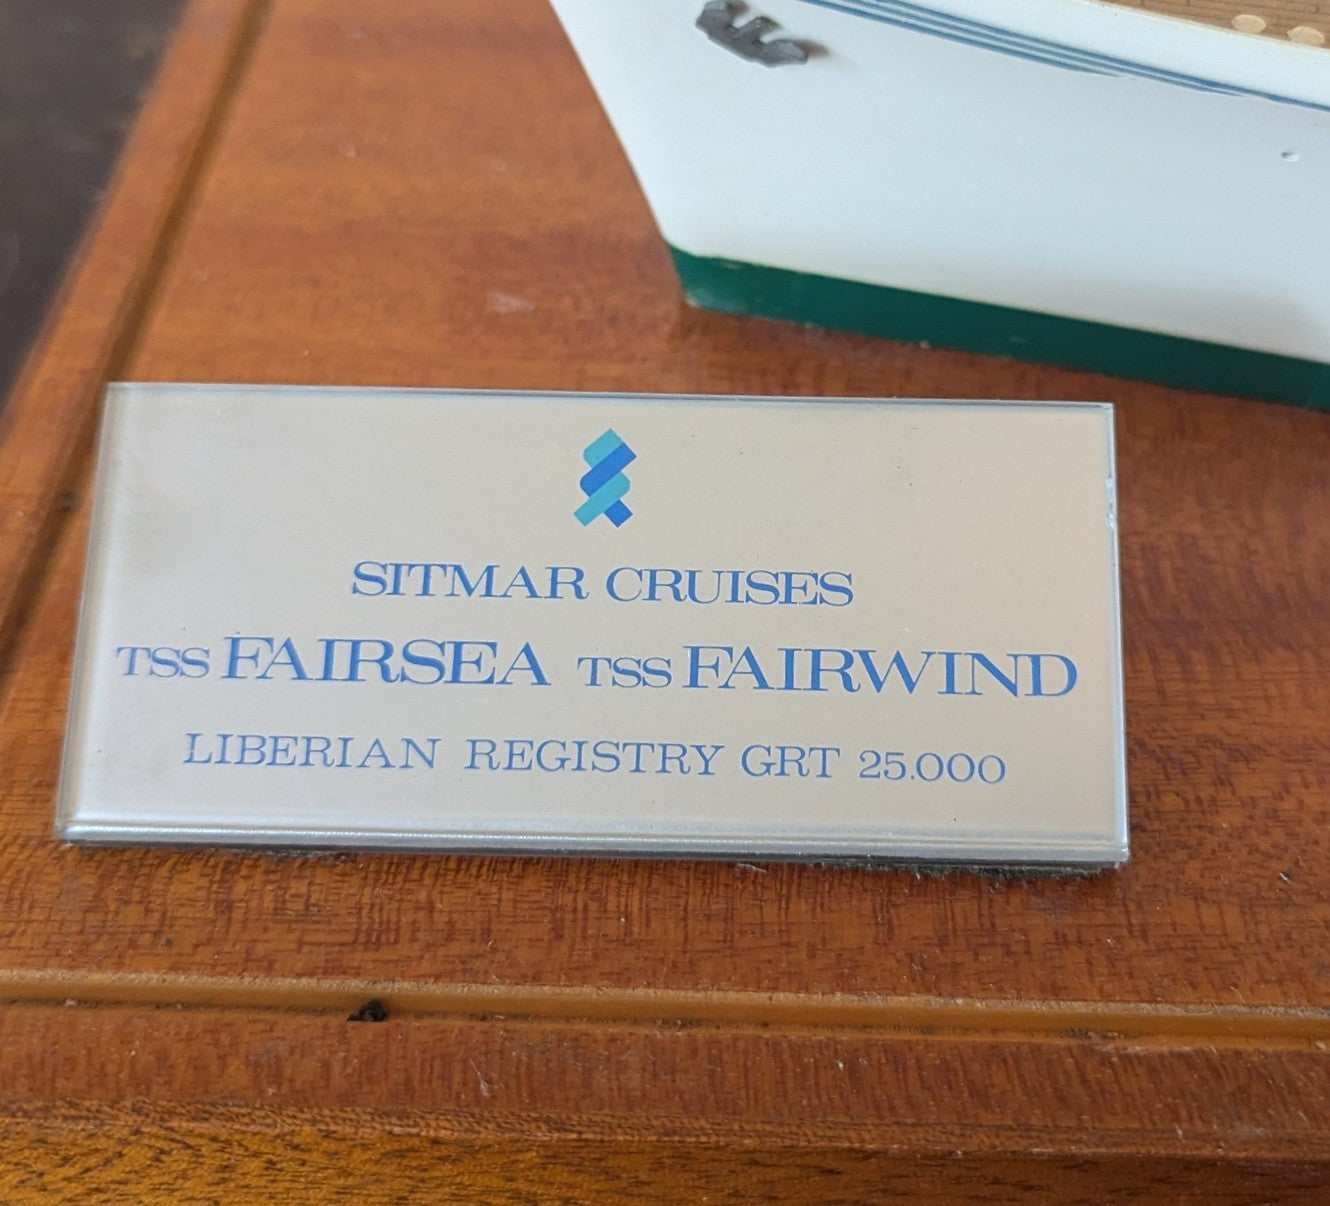 SITMAR CRUISES
TSS FAIRSEA TSS FAIRWIND
LIBERIAN REGISTRY GRT 25.000